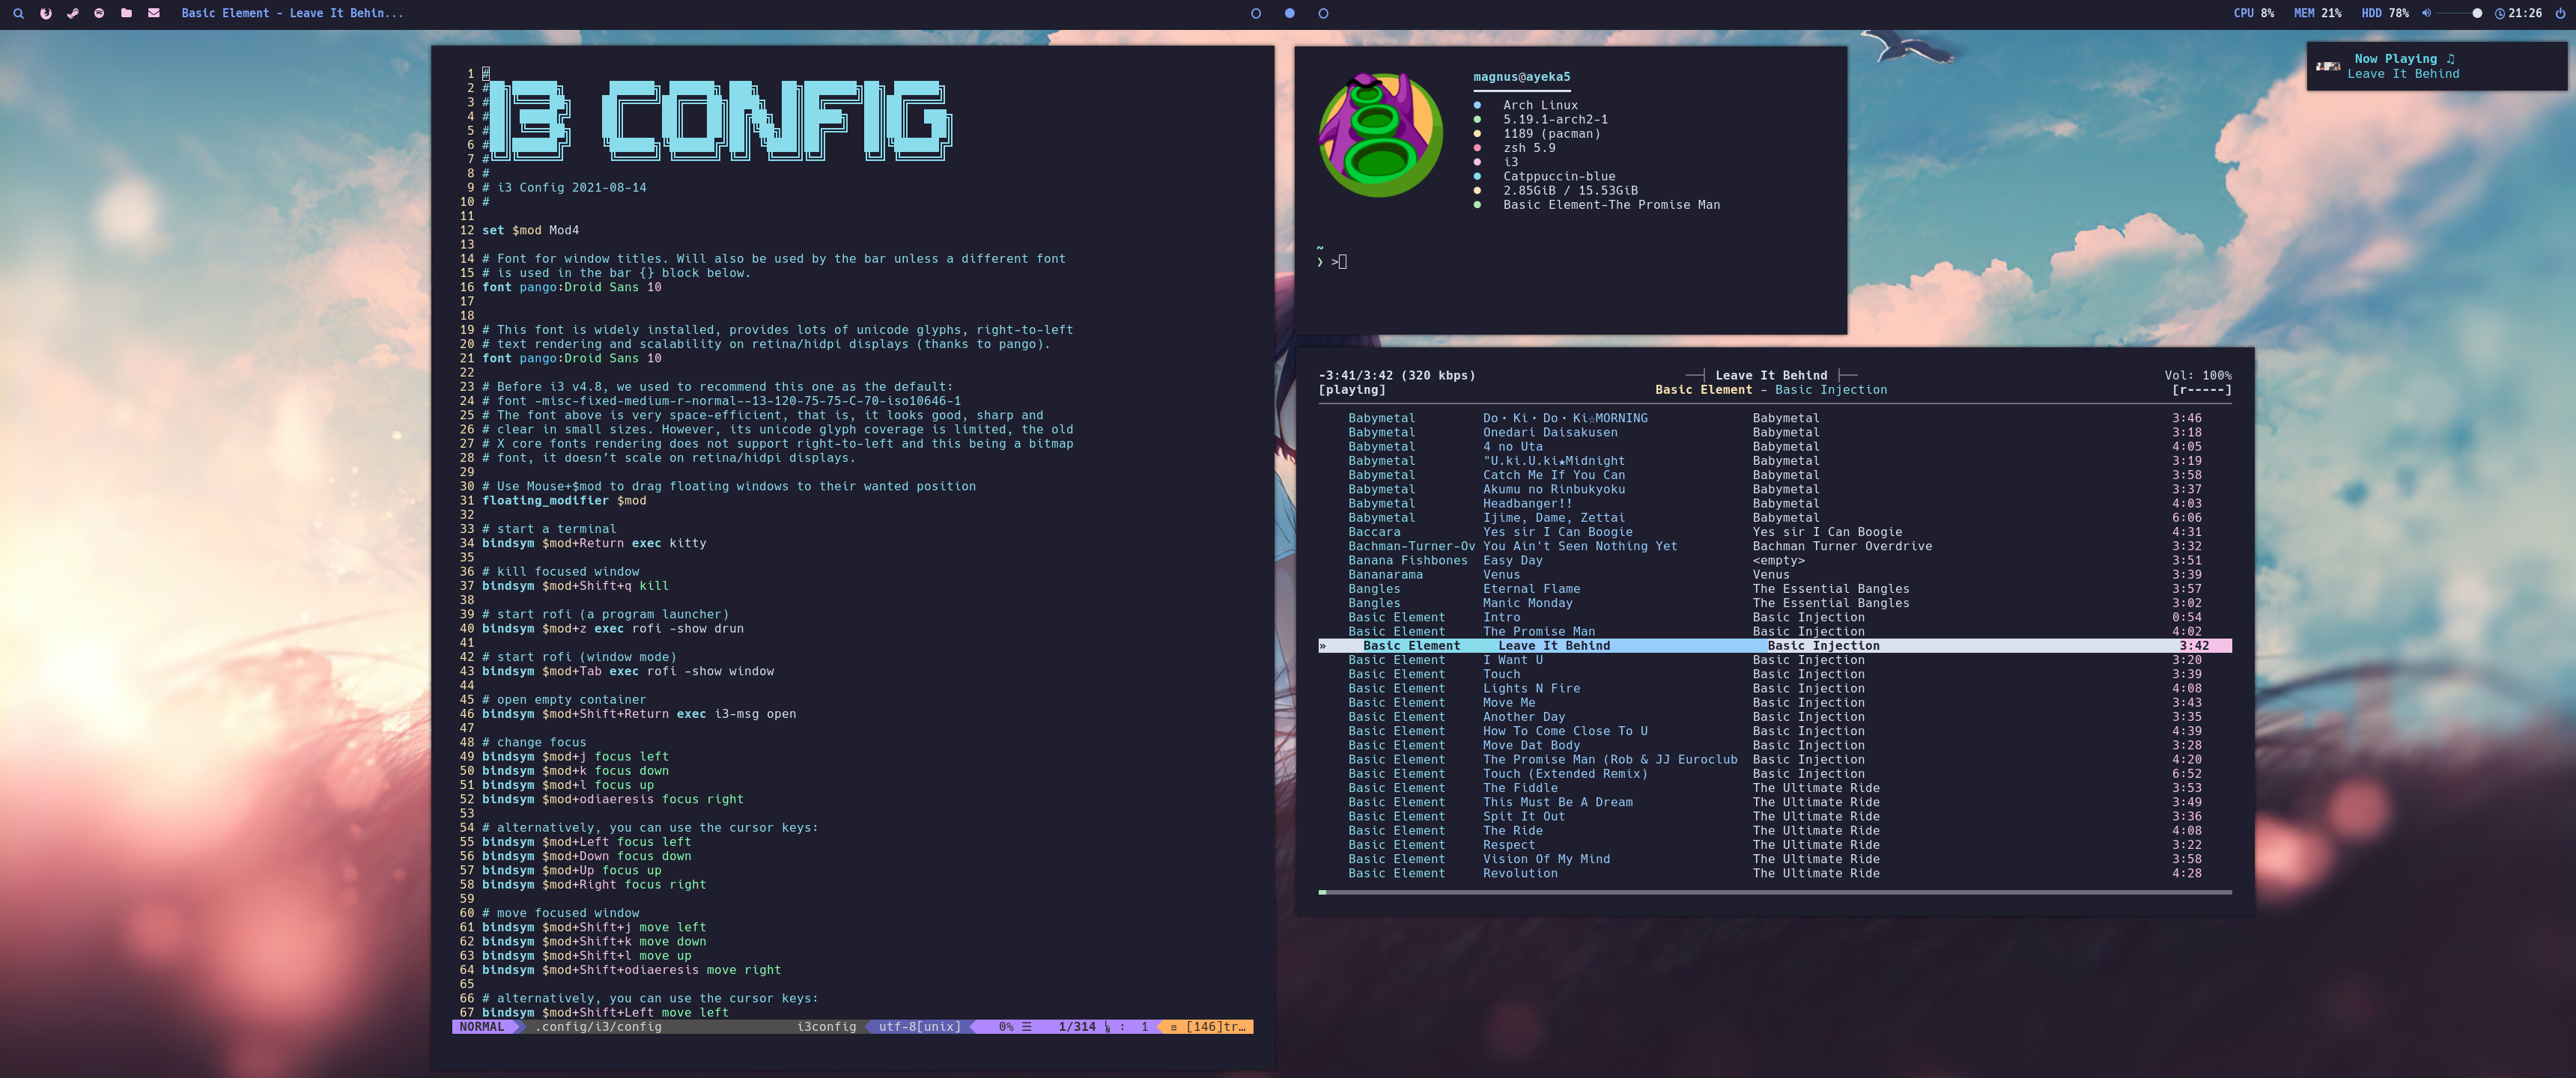 Basic Element - Leave It Behin...
CPU 8% MEM 21% HDD 78% 21:26
1 #
2 #
3 #
4 #
5 #
6 #
7 #
I3 CONFIG
8 #
9 # i3 Config 2021-08-14
10 #
11
12 set $mod Mod4
13
14 # Font for window titles. Will also be used by the bar unless a different font
15 # is used in the bar {} block below.
16 font pango:Droid Sans 10
17
18
19 # This font is widely installed, provides lots of unicode glyphs, right-to-left
20 # text rendering and scalability on retina/hidpi displays (thanks to pango).
21 font pango:Droid Sans 10
22
23 # Before i3 v4.8, we used to recommend this one as the default:
24 # font -misc-fixed-medium-r-normal--13-120-75-75-C-70-iso10646-1
25 # The font above is very space-efficient, that is, it looks good, sharp and
26 # clear in small sizes. However, its unicode glyph coverage is limited, the old
27 # X core fonts rendering does not support right-to-left and this being a bitmap
28 # font, it doesn’t scale on retina/hidpi displays.
29
30 # Use Mouse+$mod to drag floating windows to their wanted position
31 floating_modifier $mod
32
33 # start a terminal
34 bindsym $mod+Return exec kitty
35
36 # kill focused window
37 bindsym $mod+Shift+q kill
38
39 # start rofi (a program launcher)
40 bindsym $mod+z exec rofi -show drun
41
42 # start rofi (window mode)
43 bindsym $mod+Tab exec rofi -show window
44
45 # open empty container
46 bindsym $mod+Shift+Return exec i3-msg open
47
48 # change focus
49 bindsym $mod+j focus left
50 bindsym $mod+k focus down
51 bindsym $mod+l focus up
52 bindsym $mod+odiaeresis focus right
53
54 # alternatively, you can use the cursor keys:
55 bindsym $mod+Left focus left
56 bindsym $mod+Down focus down
57 bindsym $mod+Up focus up
58 bindsym $mod+Right focus right
59
60 # move focused window
61 bindsym $mod+Shift+j move left
62 bindsym $mod+Shift+k move down
63 bindsym $mod+Shift+l move up
64 bindsym $mod+Shift+odiaeresis move right
65
66 # alternatively, you can use the cursor keys:
67 bindsym $mod+Shift+Left move left
NORMAL .config/i3/config i3config utf-8[unix] 0% ☰ 1/314 : 1 [146]tr…
magnus@ayeka5
Arch Linux
5.19.1-arch2-1
1189 (pacman)
zsh 5.9
i3
Catppuccin-blue
2.85GiB / 15.53GiB
Basic Element-The Promise Man
~
❯ >
Now Playing ♫
Leave It Behind
-3:41/3:42 (320 kbps) ──┤ Leave It Behind ├── Vol: 100%
[playing] Basic Element - Basic Injection [r-----]
Babymetal Do・Ki・Do・Ki☆MORNING Babymetal 3:46
Babymetal Onedari Daisakusen Babymetal 3:18
Babymetal 4 no Uta Babymetal 4:05
Babymetal "U.ki.U.ki★Midnight Babymetal 3:19
Babymetal Catch Me If You Can Babymetal 3:58
Babymetal Akumu no Rinbukyoku Babymetal 3:37
Babymetal Headbanger!! Babymetal 4:03
Babymetal Ijime, Dame, Zettai Babymetal 6:06
Baccara Yes sir I Can Boogie Yes sir I Can Boogie 4:31
Bachman-Turner-Ov You Ain't Seen Nothing Yet Bachman Turner Overdrive 3:32
Banana Fishbones Easy Day <empty> 3:51
Bananarama Venus Venus 3:39
Bangles Eternal Flame The Essential Bangles 3:57
Bangles Manic Monday The Essential Bangles 3:02
Basic Element Intro Basic Injection 0:54
Basic Element The Promise Man Basic Injection 4:02
» Basic Element Leave It Behind Basic Injection 3:42
Basic Element I Want U Basic Injection 3:20
Basic Element Touch Basic Injection 3:39
Basic Element Lights N Fire Basic Injection 4:08
Basic Element Move Me Basic Injection 3:43
Basic Element Another Day Basic Injection 3:35
Basic Element How To Come Close To U Basic Injection 4:39
Basic Element Move Dat Body Basic Injection 3:28
Basic Element The Promise Man (Rob & JJ Euroclub Basic Injection 4:20
Basic Element Touch (Extended Remix) Basic Injection 6:52
Basic Element The Fiddle The Ultimate Ride 3:53
Basic Element This Must Be A Dream The Ultimate Ride 3:49
Basic Element Spit It Out The Ultimate Ride 3:36
Basic Element The Ride The Ultimate Ride 4:08
Basic Element Respect The Ultimate Ride 3:22
Basic Element Vision Of My Mind The Ultimate Ride 3:58
Basic Element Revolution The Ultimate Ride 4:28